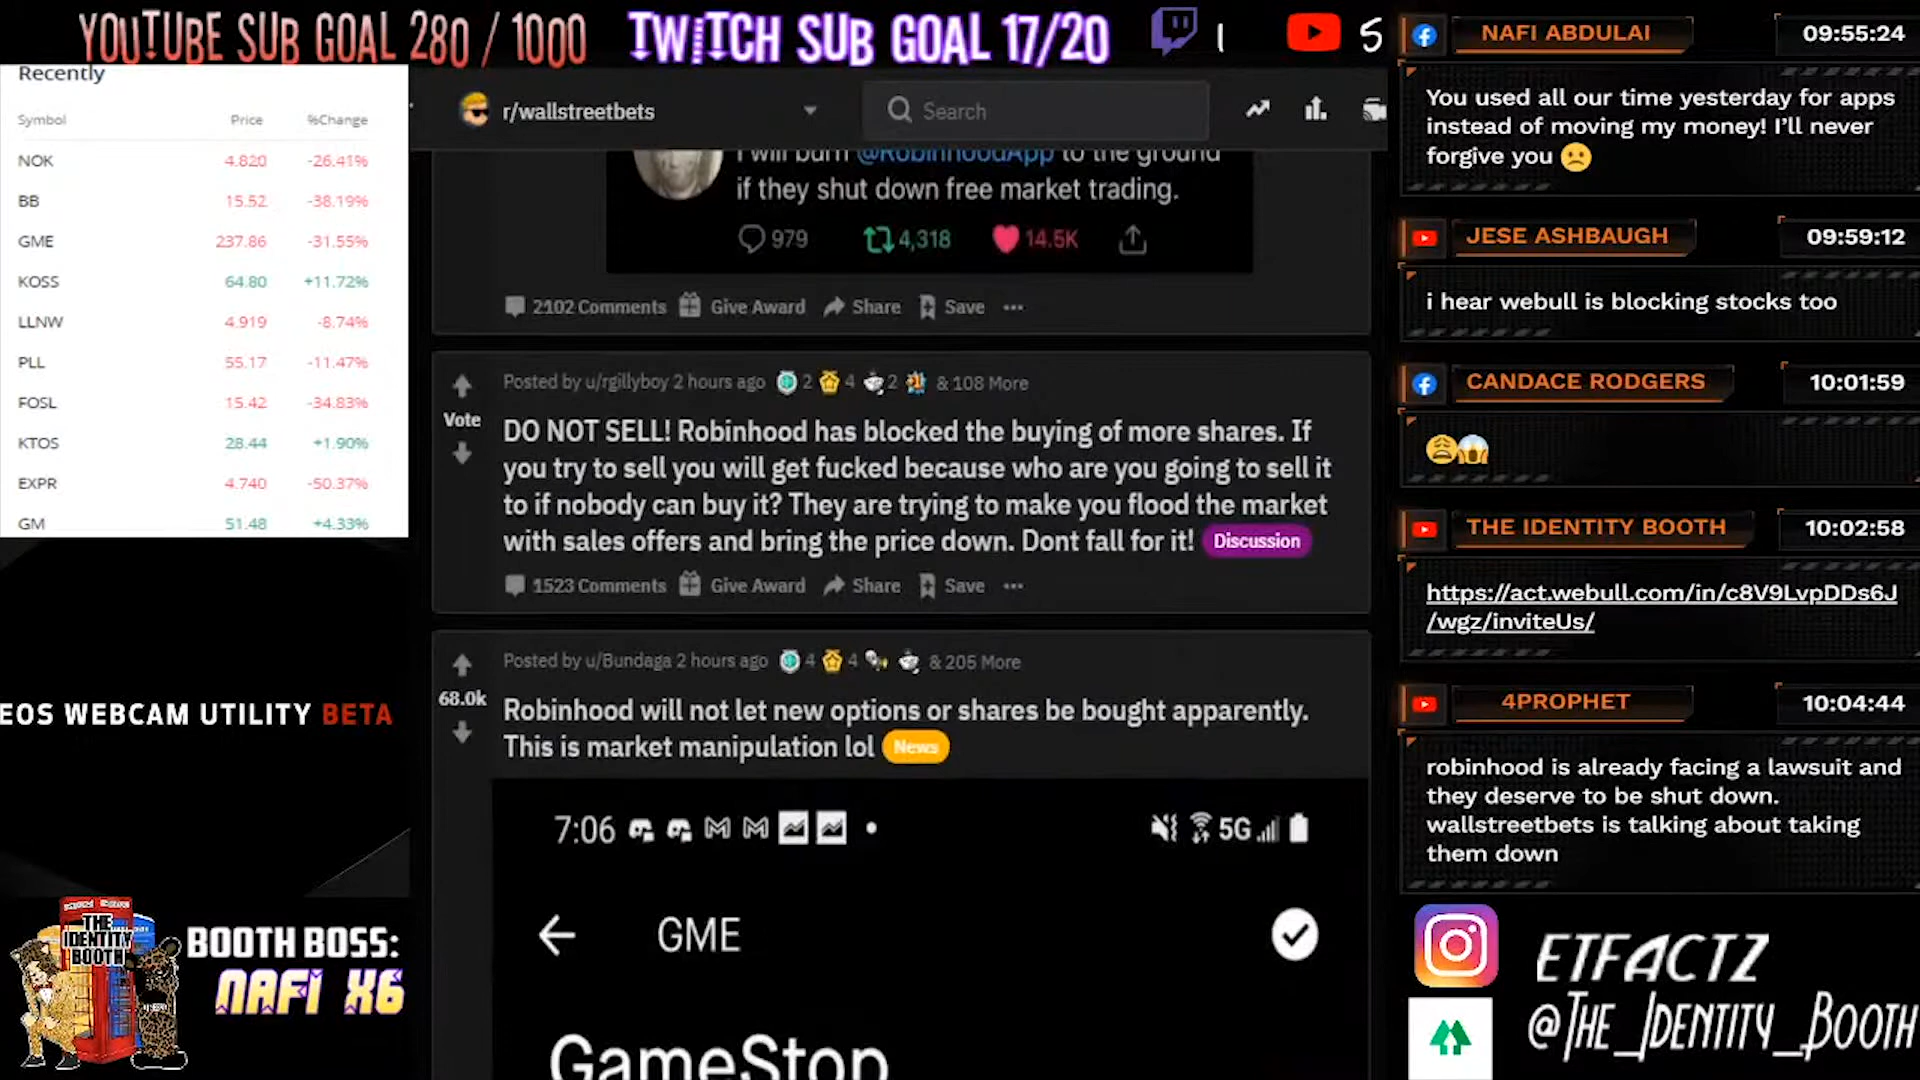 YOUTUBE SUB GOAL 280 / 1000
TWITCH SUB GOAL 17/20
1
5
Recently
Symbol Price %Change
NOK 4.820 -26.41%
BB 15.52 -38.19%
GME 237.86 -31.55%
KOSS 64.80 +11.72%
LLNW 4.919 -8.74%
PLL 55.17 -11.47%
FOSL 15.42 -34.83%
KTOS 28.44 +1.90%
EXPR 4.740 -50.37%
GM 51.48 +4.33%
EOS WEBCAM UTILITY BETA
THE
IDENTITY
BOOTH
BOOTH BOSS:
NAFI X6
r/wallstreetbets
Search
I will burn @RobinhoodApp to the ground
if they shut down free market trading.
979 4,318 14.5K
2102 Comments Give Award Share Save ...
Posted by u/rgillyboy 2 hours ago 2 4 2 & 108 More
Vote
DO NOT SELL! Robinhood has blocked the buying of more shares. If
you try to sell you will get fucked because who are you going to sell it
to if nobody can buy it? They are trying to make you flood the market
with sales offers and bring the price down. Dont fall for it! Discussion
1523 Comments Give Award Share Save ...
Posted by u/Bundaga 2 hours ago 4 4 & 205 More
68.0k
Robinhood will not let new options or shares be bought apparently.
This is market manipulation lol News
7:06 5G
GME
GameStop
NAFI ABDULAI 09:55:24
You used all our time yesterday for apps
instead of moving my money! I'll never
forgive you
JESE ASHBAUGH 09:59:12
i hear webull is blocking stocks too
CANDACE RODGERS 10:01:59
THE IDENTITY BOOTH 10:02:58
https://act.webull.com/in/c8V9LvpDDs6J
/wgz/inviteUs/
4PROPHET 10:04:44
robinhood is already facing a lawsuit and
they deserve to be shut down.
wallstreetbets is talking about taking
them down
ETFACTZ
@THE_IDENTITY_BOOTH